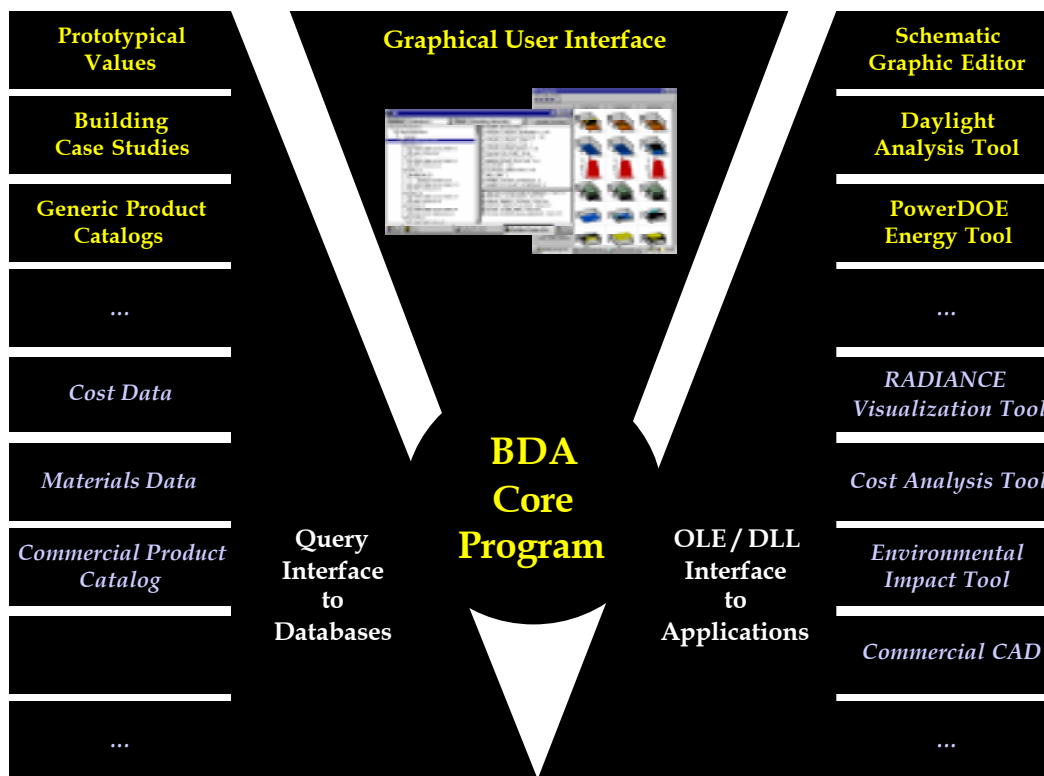 Prototypical
Values
Building
Case Studies
Generic Product
Catalogs
...
Cost Data
Materials Data
Commercial Product
Catalog
...
Graphical User Interface
BDA
Core
Program
Query
Interface
to
Databases
OLE / DLL
Interface
to
Applications
Schematic
Graphic Editor
Daylight
Analysis Tool
PowerDOE
Energy Tool
...
RADIANCE
Visualization Tool
Cost Analysis Tool
Environmental
Impact Tool
Commercial CAD
...